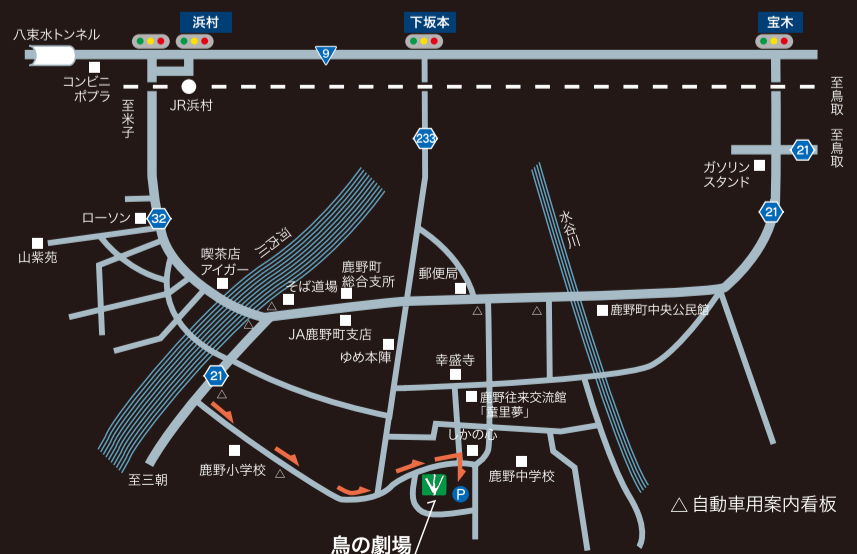 浜村
下坂本
宝木
八束水トンネル
9
コンビニ
ポプラ
JR浜村
至米子
至鳥取
233
至鳥取
21
ガソリン
スタンド
ローソン
32
21
水谷川
河内川
山紫苑
喫茶店
アイガー
鹿野町
総合支所
郵便局
そば道場
鹿野町中央公民館
JA鹿野町支店
ゆめ本陣
幸盛寺
21
鹿野往来交流館
「童里夢」
しかの心
鹿野小学校
至三朝
鹿野中学校
P
△自動車用案内看板
鳥の劇場